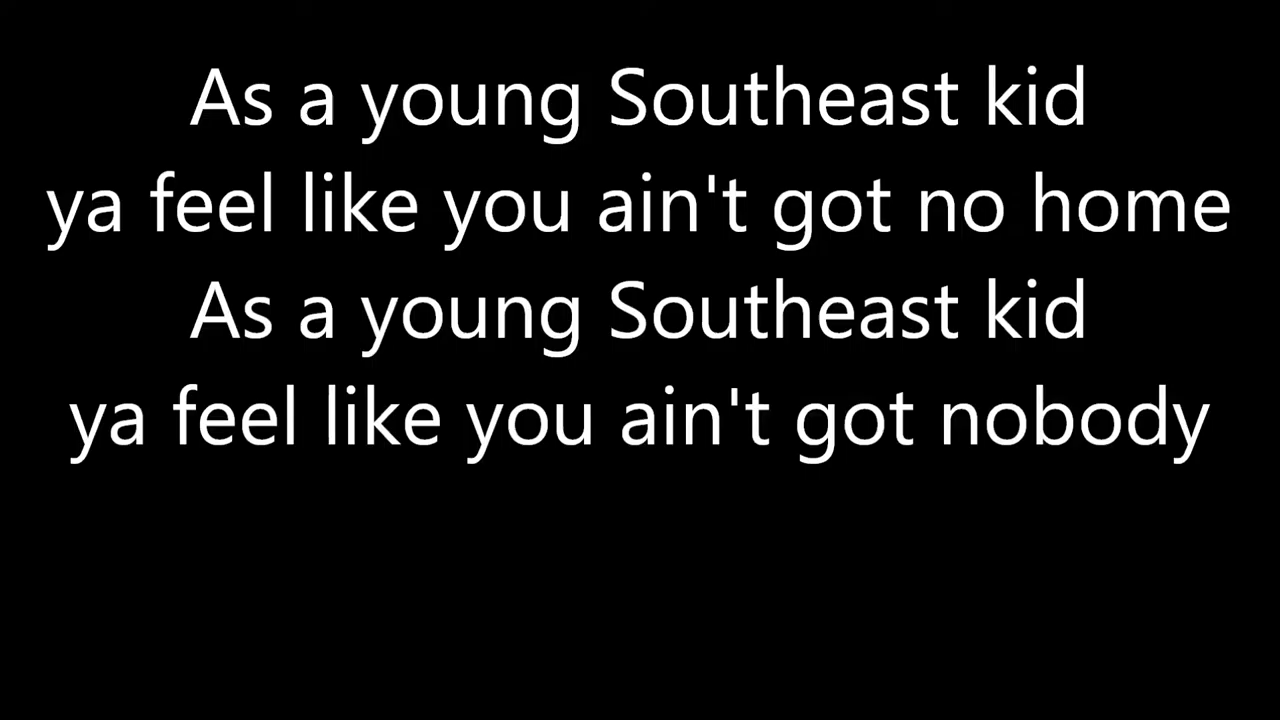 As a young Southeast kid
ya feel like you ain't got no home
As a young Southeast kid
ya feel like you ain't got nobody